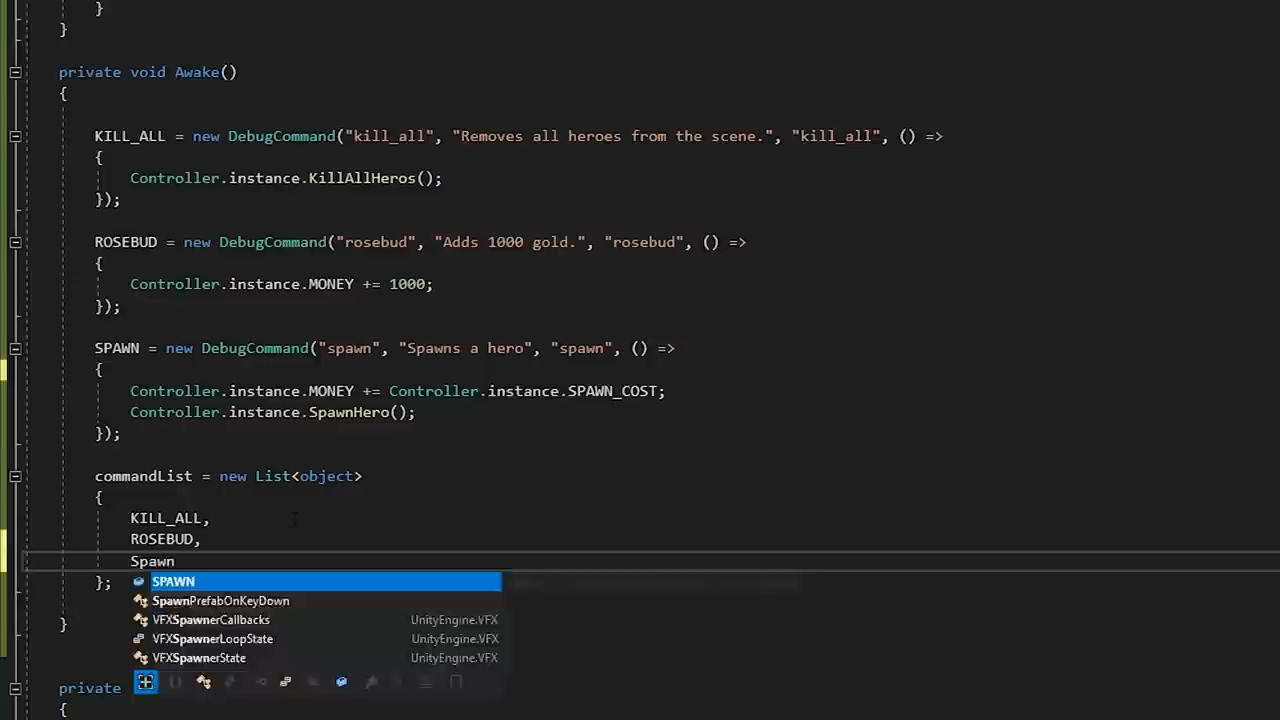 }
}
private void Awake()
{
KILL_ALL = new DebugCommand("kill_all", "Removes all heroes from the scene.", "kill_all", () =>
{
Controller.instance.KillAllHeros();
});
ROSEBUD = new DebugCommand("rosebud", "Adds 1000 gold.", "rosebud", () =>
{
Controller.instance.MONEY += 1000;
});
SPAWN = new DebugCommand("spawn", "Spawns a hero", "spawn", () =>
{
Controller.instance.MONEY += Controller.instance.SPAWN_COST;
Controller.instance.SpawnHero();
});
commandList = new List<object>
{
KILL_ALL,
ROSEBUD,
Spawn
};
SPAWN
SpawnPrefabOnKeyDown
VFXSpawnerCallbacks UnityEngine.VFX
}
VFXSpawnerLoopState UnityEngine.VFX
VFXSpawnerState UnityEngine.VFX
private
{